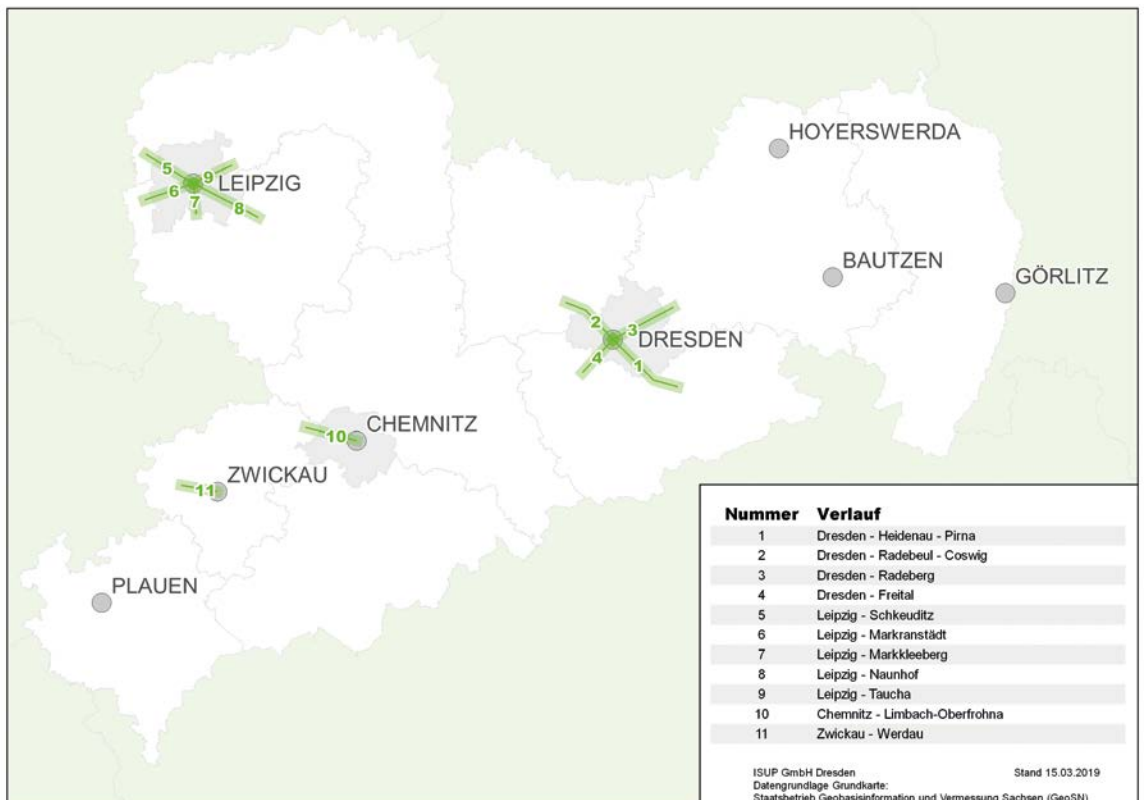 HOYERSWERDA
5
9
LEIPZIG
6
7
8
BAUTZEN
GÖRLITZ
2
3
DRESDEN
4
1
CHEMNITZ
10
ZWICKAU
11
PLAUEN
Nummer Verlauf
1 Dresden - Heidenau - Pirna
2 Dresden - Radebeul - Coswig
3 Dresden - Radeberg
4 Dresden - Freital
5 Leipzig - Schkeuditz
6 Leipzig - Markranstädt
7 Leipzig - Markkleeberg
8 Leipzig - Naunhof
9 Leipzig - Taucha
10 Chemnitz - Limbach-Oberfrohna
11 Zwickau - Werdau
ISUP GmbH Dresden Stand 15.03.2019
Datengrundlage Grundkarte:
Staatsbetrieb Geobasisinformation und Vermessung Sachsen (GeoSN)